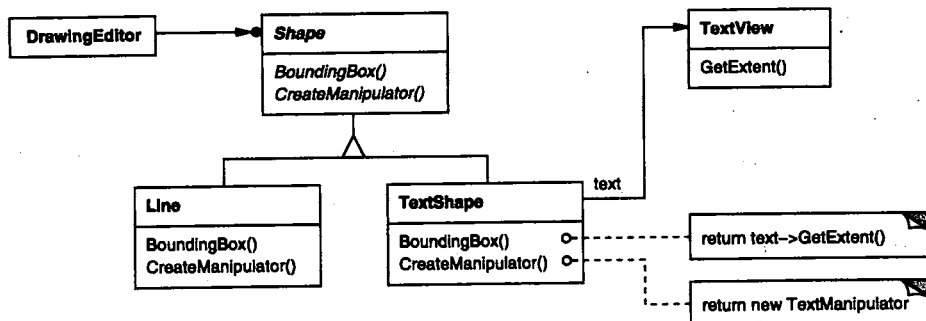 DrawingEditor
Shape
BoundingBox()
CreateManipulator()
TextView
GetExtent()
Line
BoundingBox()
CreateManipulator()
TextShape
BoundingBox()
CreateManipulator()
text
return text->GetExtent()
return new TextManipulator